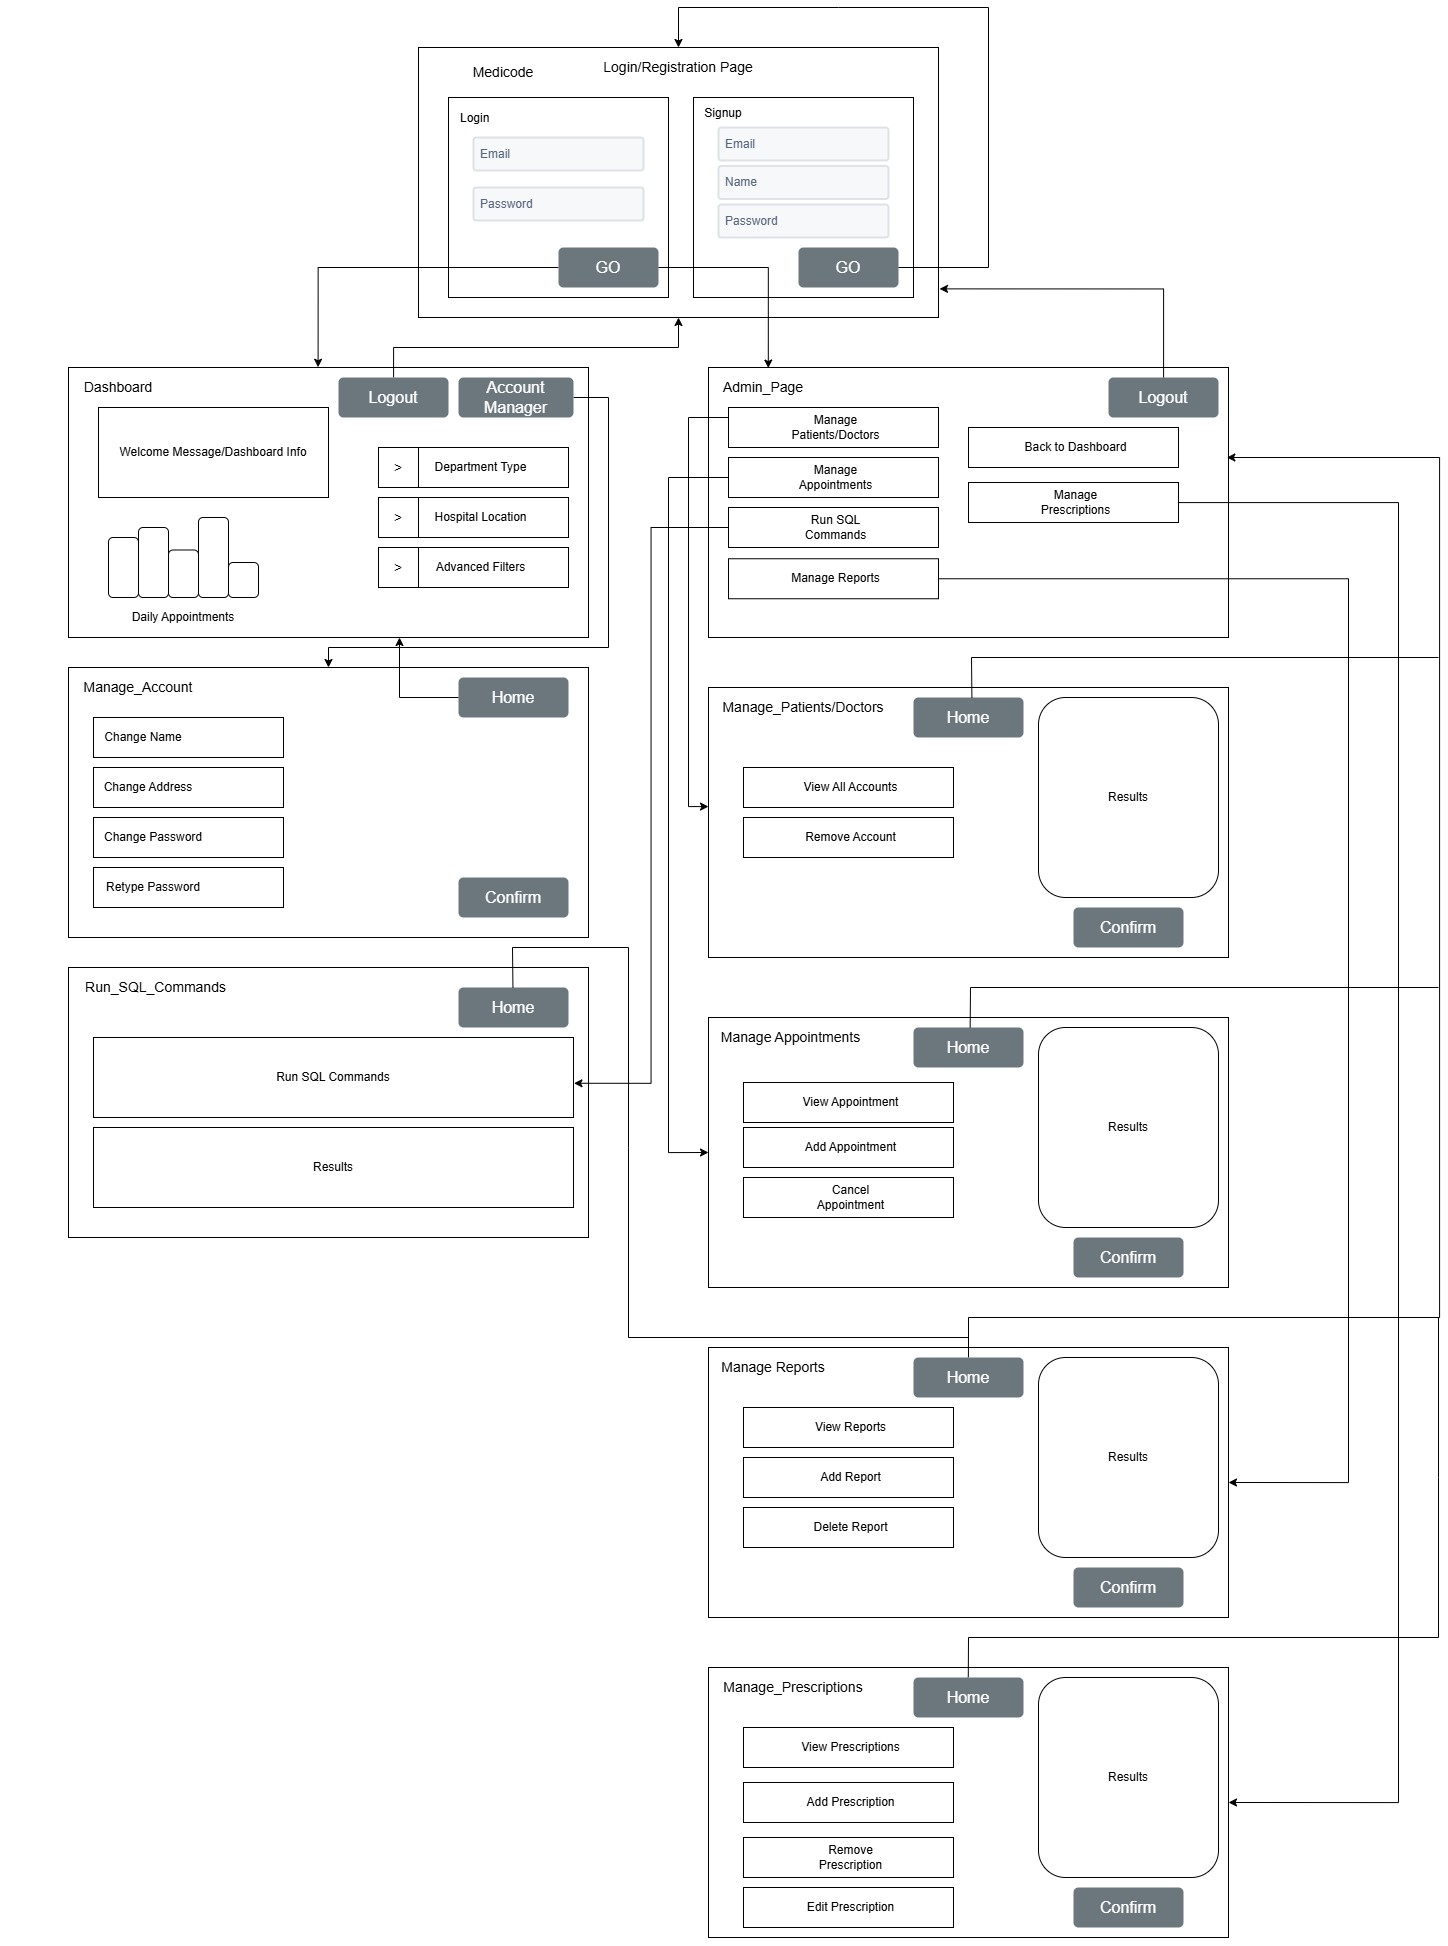 Medicode
Login/Registration Page
Login
Email
Password
GO
Signup
Email
Name
Password
GO
Dashboard
Logout
Account
Manager
Welcome Message/Dashboard Info
> Department Type
> Hospital Location
> Advanced Filters
Daily Appointments
Admin_Page
Logout
Manage
Patients/Doctors
Manage
Appointments
Run SQL
Commands
Manage Reports
Back to Dashboard
Manage
Prescriptions
Manage_Account
Home
Change Name
Change Address
Change Password
Retype Password
Confirm
Manage_Patients/Doctors
Home
View All Accounts
Remove Account
Results
Confirm
Run_SQL_Commands
Home
Run SQL Commands
Results
Manage Appointments
Home
View Appointment
Add Appointment
Cancel
Appointment
Results
Confirm
Manage Reports
Home
View Reports
Add Report
Delete Report
Results
Confirm
Manage_Prescriptions
Home
View Prescriptions
Add Prescription
Remove
Prescription
Edit Prescription
Results
Confirm